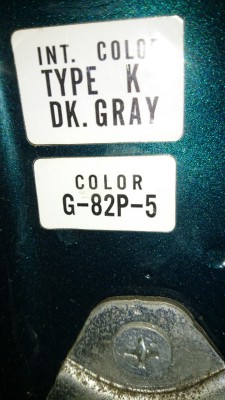 INT. COLOR
TYPE K
DK. GRAY
COLOR
G-82P-5